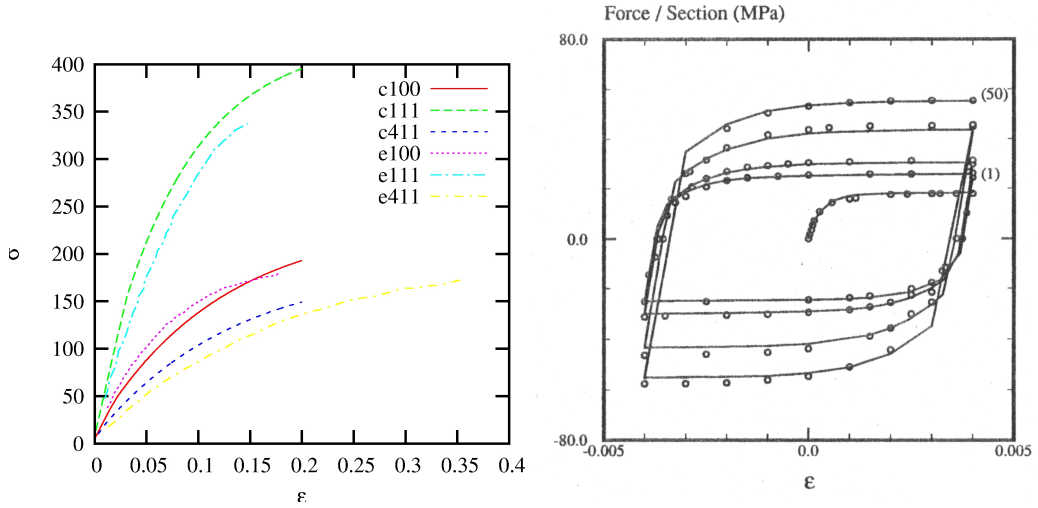 400
350
300
250
200
150
100
50
0
σ
0 0.05 0.1 0.15 0.2 0.25 0.3 0.35 0.4
ε
c100
c111
c411
e100
e111
e411
Force / Section (MPa)
80.0
0.0
-80.0
(50)
(1)
-0.005 0.0 0.005
ε